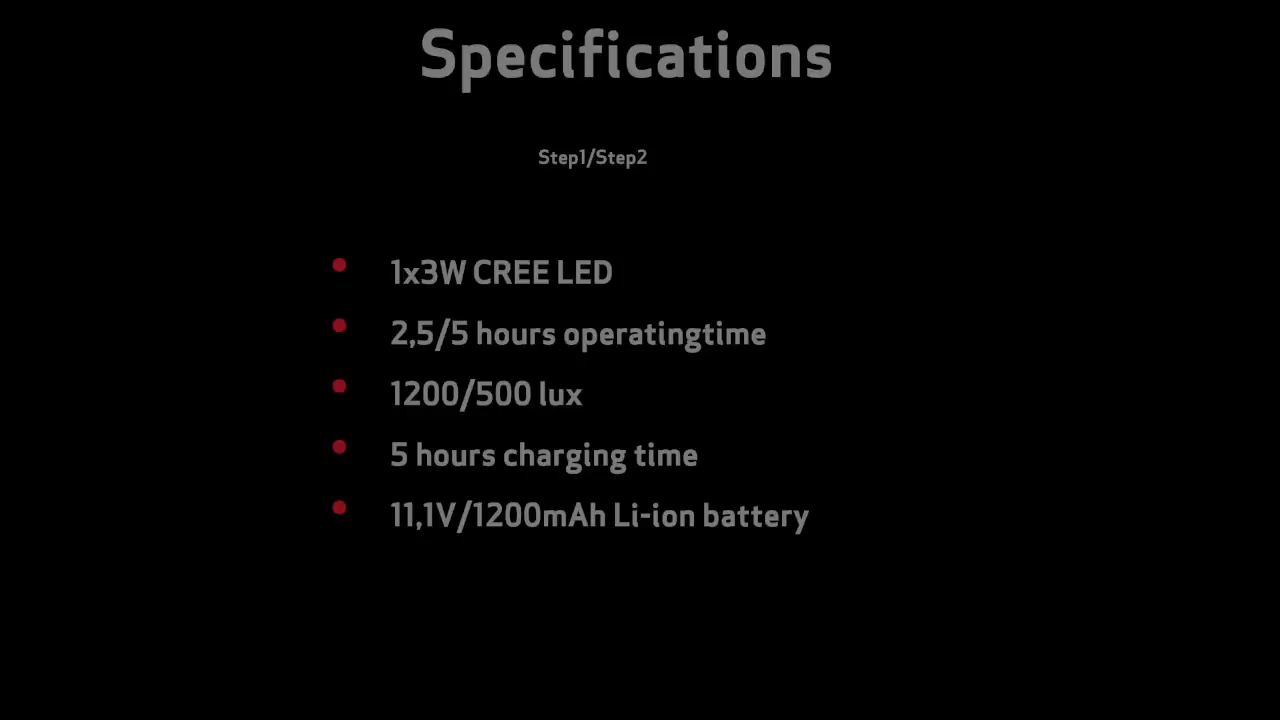 Specifications
Step1/Step2
1x3W CREE LED
2,5/5 hours operatingtime
1200/500 lux
5 hours charging time
11,1V/1200mAh Li-ion battery